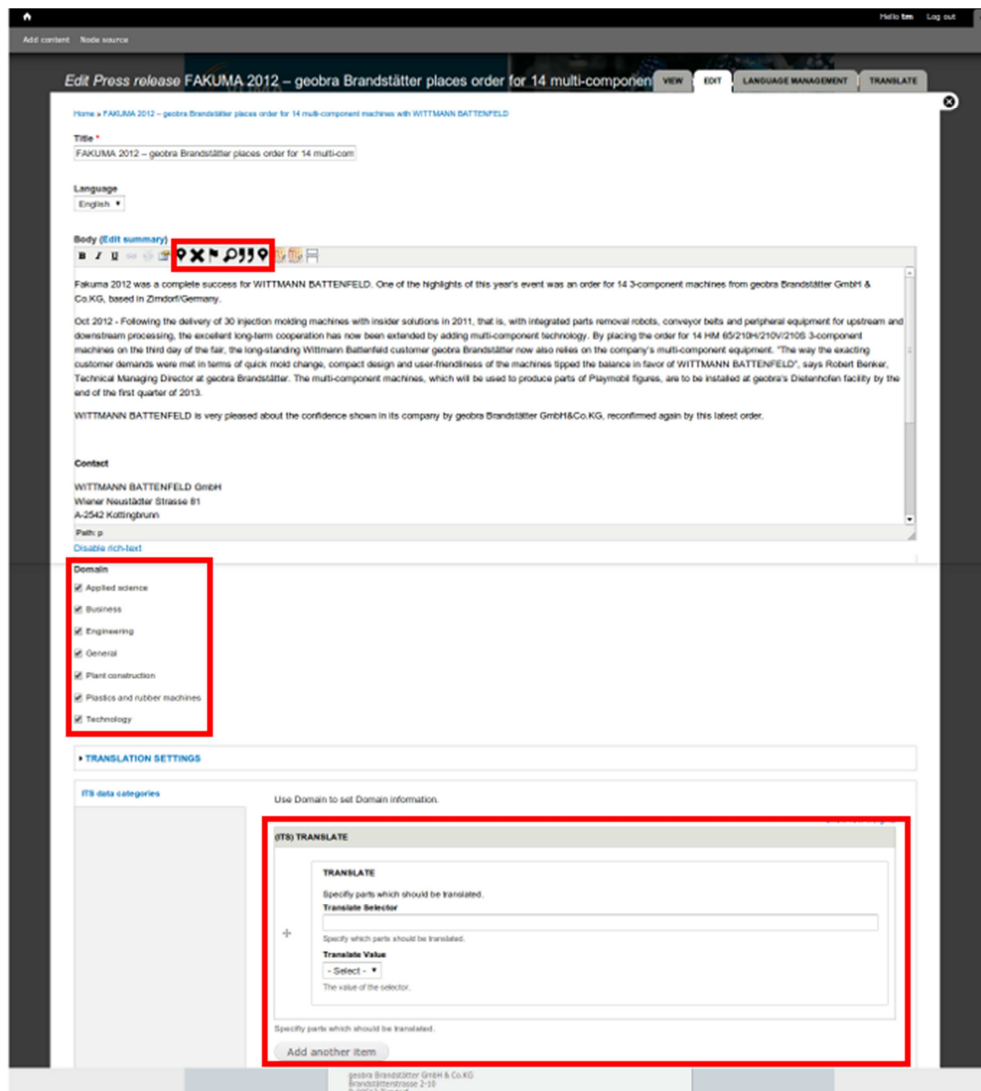 Hello tm Log out
Add content Node source
Edit Press release FAKUMA 2012 – geobra Brandstätter places order for 14 multi-componen
VIEW EDIT LANGUAGE MANAGEMENT TRANSLATE
Home » FAKUMA 2012 – geobra Brandstätter places order for 14 multi-component machines with WITTMANN BATTENFELD
Title *
FAKUMA 2012 – geobra Brandstätter places order for 14 multi-com
Language
English
Body (Edit summary)
B I U
Fakuma 2012 was a complete success for WITTMANN BATTENFELD. One of the highlights of this year's event was an order for 14 3-component machines from geobra Brandstätter GmbH &
Co.KG, based in Zirndorf/Germany.
Oct 2012 - Following the delivery of 30 injection molding machines with insider solutions in 2011, that is, with integrated parts removal robots, conveyor belts and peripheral equipment for upstream and
downstream processing, the excellent long-term cooperation has now been extended by adding multi-component technology. By placing the order for 14 HM 65/210H/210V/210S 3-component
machines on the third day of the fair, the long-standing Wittmann Battenfeld customer geobra Brandstätter now also relies on the company's multi-component equipment. "The way the exacting
customer demands were met in terms of quick mold change, compact design and user-friendliness of the machines tipped the balance in favor of WITTMANN BATTENFELD", says Robert Benker,
Technical Managing Director at geobra Brandstätter. The multi-component machines, which will be used to produce parts of Playmobil figures, are to be installed at geobra's Dietenhofen facility by the
end of the first quarter of 2013.
WITTMANN BATTENFELD is very pleased about the confidence shown in its company by geobra Brandstätter GmbH&Co.KG, reconfirmed again by this latest order.
Contact
WITTMANN BATTENFELD GmbH
Wiener Neustädter Strasse 81
A-2542 Kottingbrunn
Path: p
Disable rich-text
Domain
Applied science
Business
Engineering
General
Plant construction
Plastics and rubber machines
Technology
TRANSLATION SETTINGS
ITS data categories
Use Domain to set Domain information.
(ITS) TRANSLATE
TRANSLATE
Specifiy parts which should be translated.
Translate Selector
Specify which parts should be translated.
Translate Value
- Select -
The value of the selector.
Specifiy parts which should be translated.
Add another item
geobra Brandstätter GmbH & Co.KG
Brandstätterstrasse 2-10